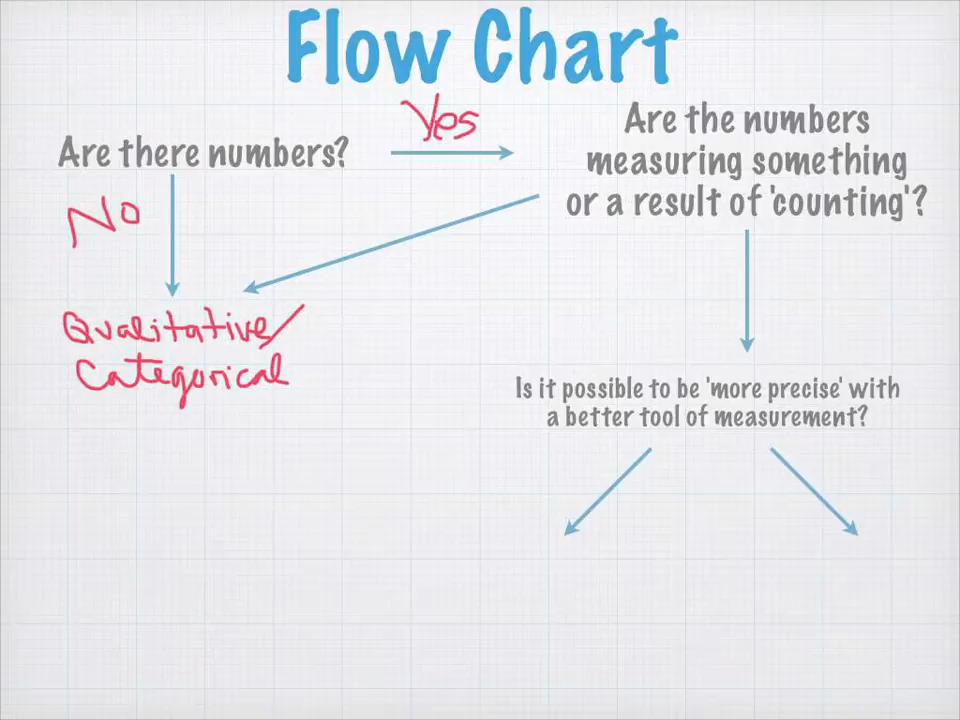 Flow Chart
Are there numbers?
Yes
Are the numbers
measuring something
or a result of 'counting'?
No
Qualitative/
Categorical
Is it possible to be 'more precise' with
a better tool of measurement?